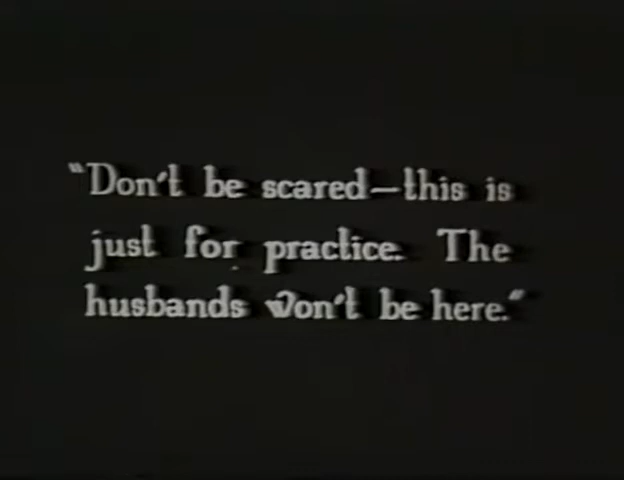 "Don't be scared—this is
just for practice. The
husbands won't be here."